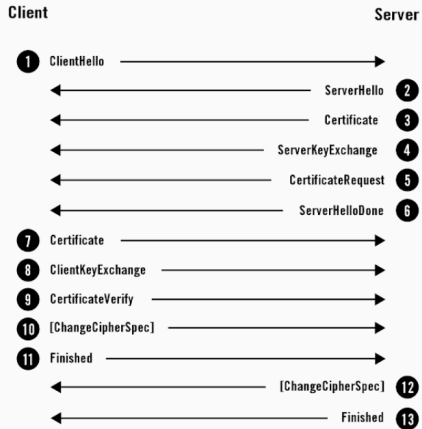 Client Server
1 ClientHello
ServerHello 2
Certificate 3
ServerKeyExchange 4
CertificateRequest 5
ServerHelloDone 6
7 Certificate
8 ClientKeyExchange
9 CertificateVerify
10 [ChangeCipherSpec]
11 Finished
[ChangeCipherSpec] 12
Finished 13